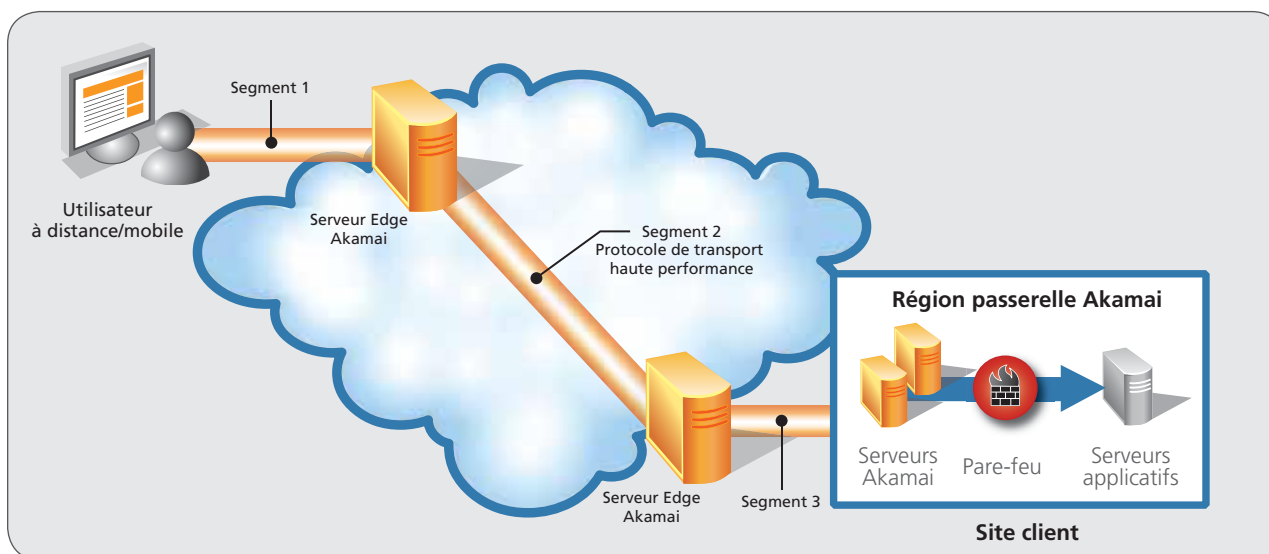 Segment 1
Utilisateur
à distance/mobile
Serveur Edge
Akamai
Segment 2
Protocole de transport
haute performance
Serveur Edge
Akamai
Segment 3
Région passerelle Akamai
Serveurs
Akamai
Pare-feu
Serveurs
applicatifs
Site client